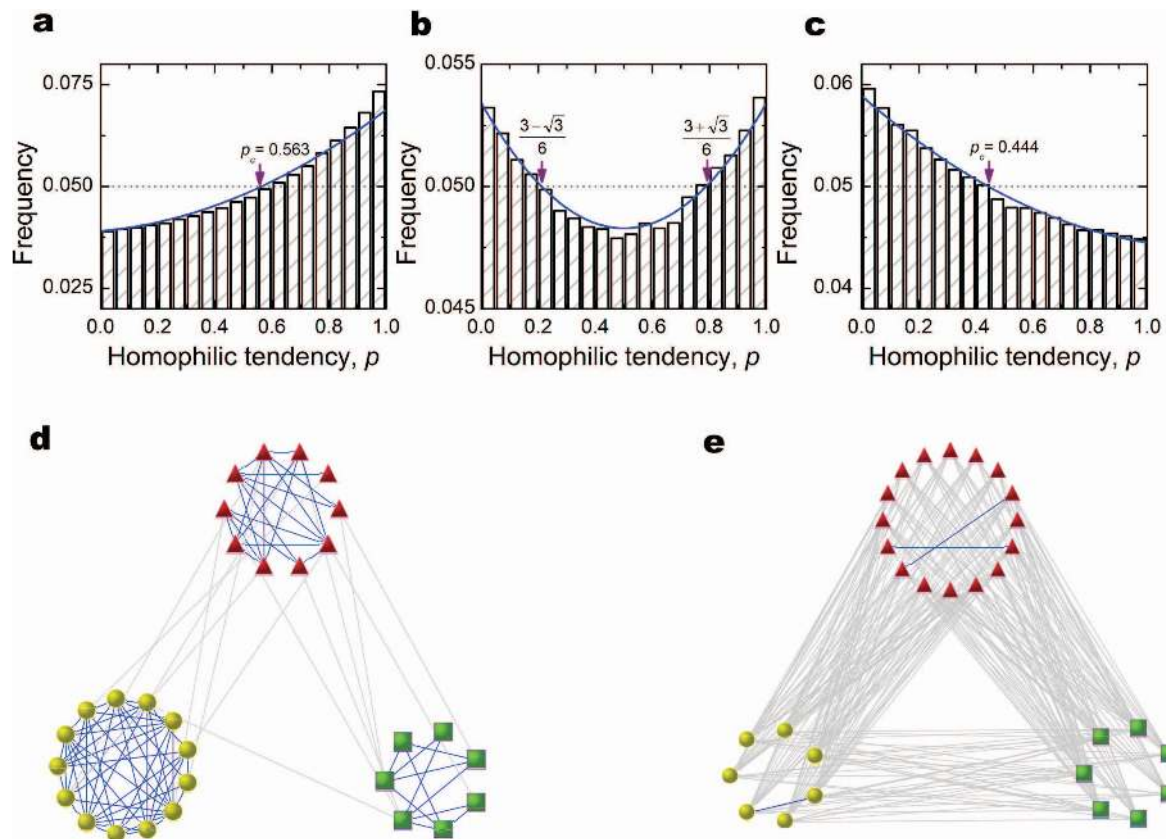 a
b
c
0.075
0.050
0.025
Frequency
p_c = 0.563
0.0 0.2 0.4 0.6 0.8 1.0
Homophilic tendency, p
0.055
0.050
0.045
Frequency
3−√3
6
3+√3
6
0.0 0.2 0.4 0.6 0.8 1.0
Homophilic tendency, p
0.06
0.05
0.04
Frequency
p_c = 0.444
0.0 0.2 0.4 0.6 0.8 1.0
Homophilic tendency, p
d
e